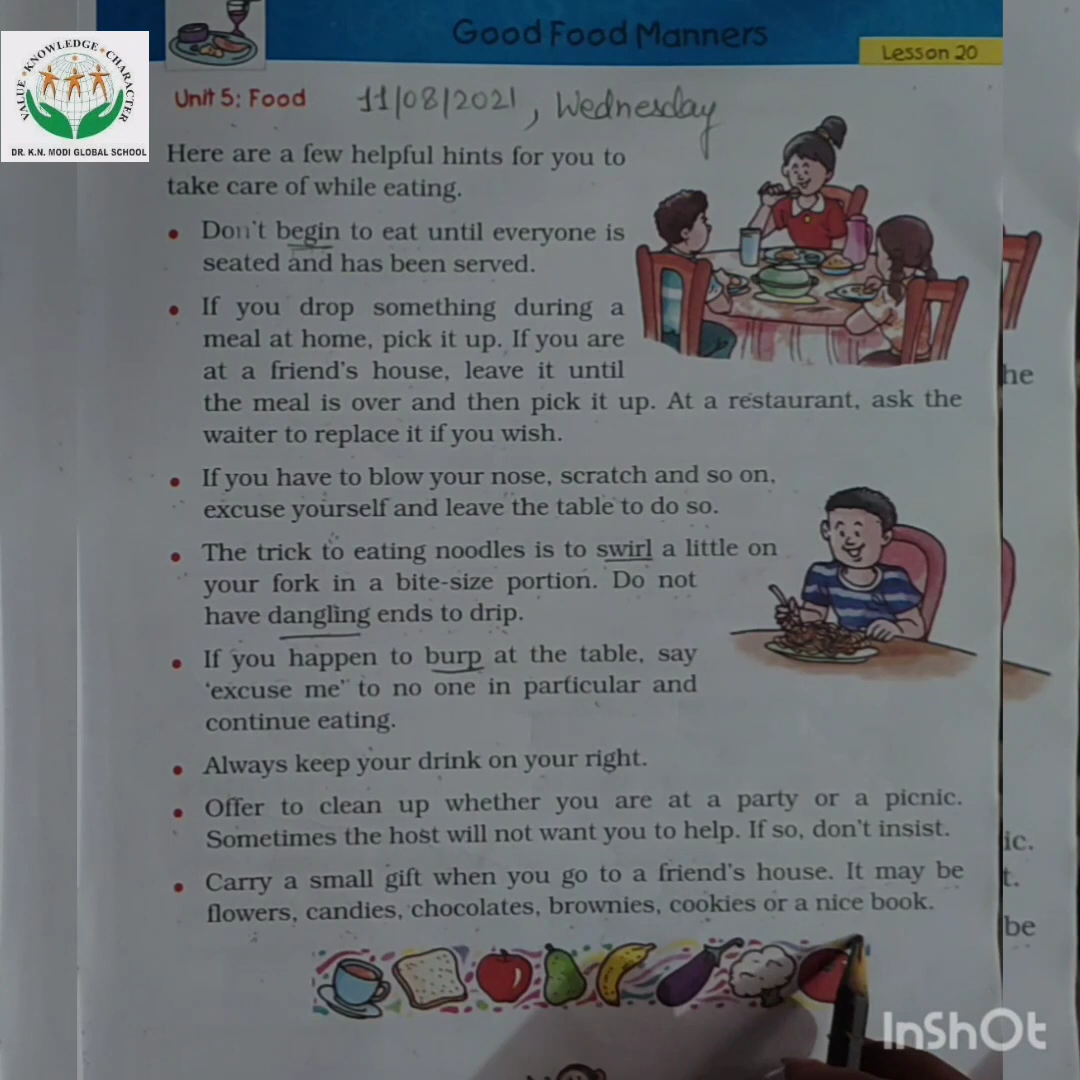 Good Food Manners
Lesson 20
VALUE • KNOWLEDGE • CHARACTER
DR. K.N. MODI GLOBAL SCHOOL
Unit 5: Food
11/08/2021, Wednesday
Here are a few helpful hints for you to
take care of while eating.
• Don't begin to eat until everyone is
seated and has been served.
• If you drop something during a
meal at home, pick it up. If you are
at a friend's house, leave it until
the meal is over and then pick it up. At a restaurant, ask the
waiter to replace it if you wish.
• If you have to blow your nose, scratch and so on,
excuse yourself and leave the table to do so.
• The trick to eating noodles is to swirl a little on
your fork in a bite-size portion. Do not
have dangling ends to drip.
• If you happen to burp at the table, say
'excuse me" to no one in particular and
continue eating.
• Always keep your drink on your right.
• Offer to clean up whether you are at a party or a picnic.
Sometimes the host will not want you to help. If so, don't insist.
• Carry a small gift when you go to a friend's house. It may be
flowers, candies, chocolates, brownies, cookies or a nice book.
he
ic.
t.
be
InShOt